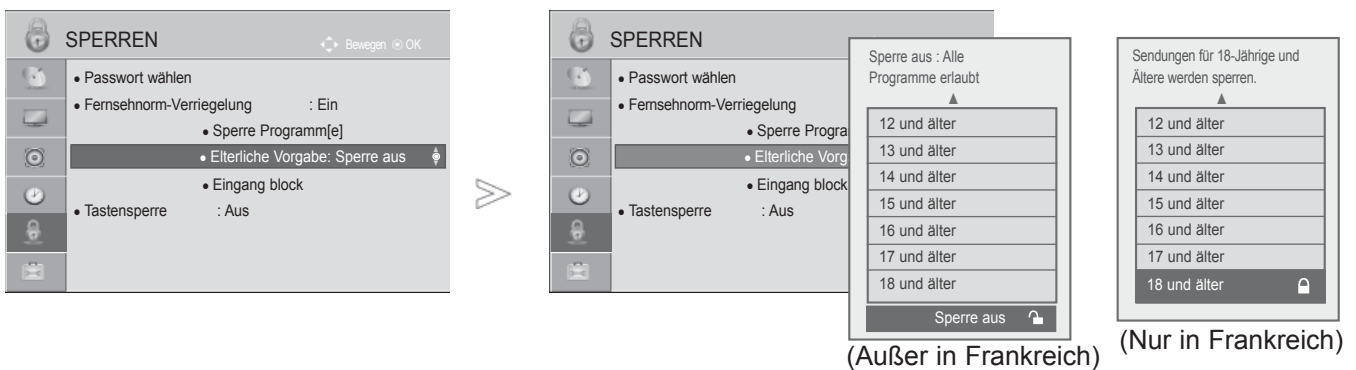 SPERREN
Bewegen OK
• Passwort wählen
• Fernsehnorm-Verriegelung : Ein
• Sperre Programm[e]
• Elterliche Vorgabe: Sperre aus
• Eingang block
• Tastensperre : Aus
SPERREN
• Passwort wählen
• Fernsehnorm-Verriegelung
• Sperre Progra
• Elterliche Vorg
• Eingang block
• Tastensperre : Aus
Sperre aus : Alle
Programme erlaubt
12 und älter
13 und älter
14 und älter
15 und älter
16 und älter
17 und älter
18 und älter
Sperre aus
(Außer in Frankreich)
Sendungen für 18-Jährige und
Ältere werden sperren.
12 und älter
13 und älter
14 und älter
15 und älter
16 und älter
17 und älter
18 und älter
(Nur in Frankreich)